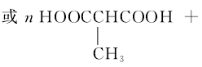 或 n HOOCCHCOOH +
|
CH₃